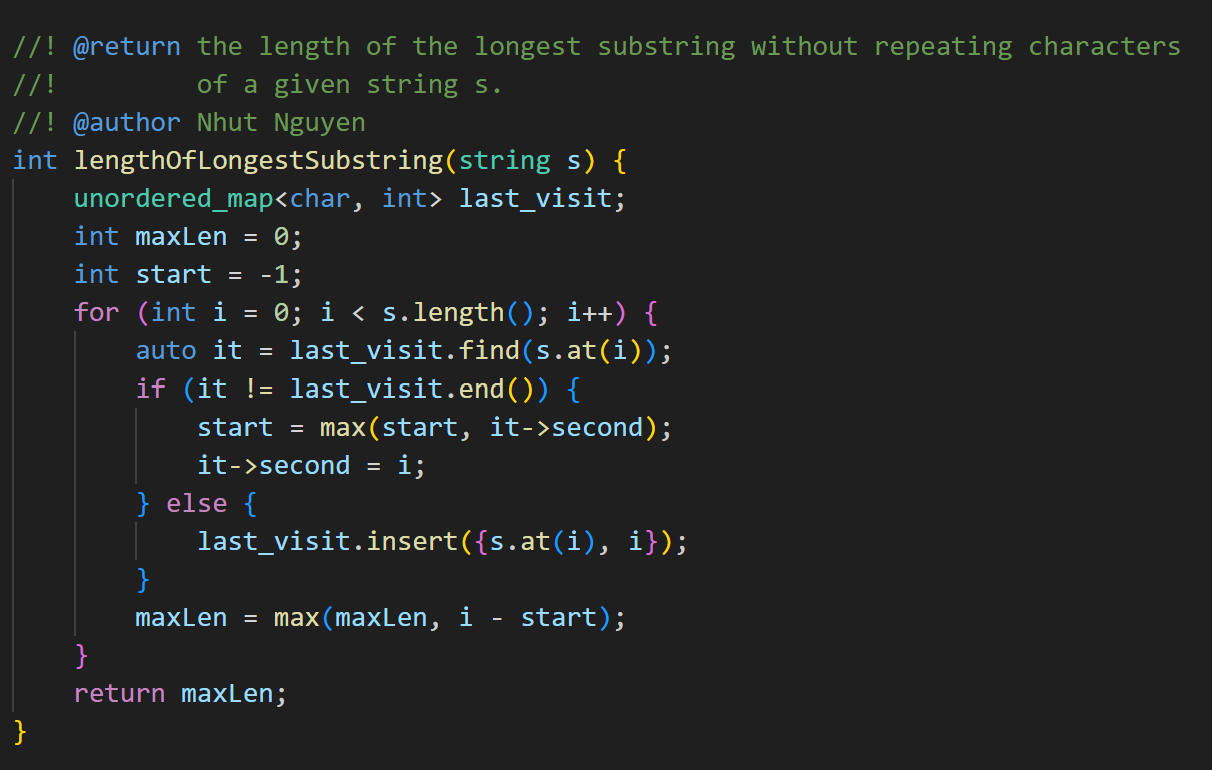 //! @return the length of the longest substring without repeating characters
//!         of a given string s.
//! @author Nhut Nguyen
int lengthOfLongestSubstring(string s) {
    unordered_map<char, int> last_visit;
    int maxLen = 0;
    int start = -1;
    for (int i = 0; i < s.length(); i++) {
        auto it = last_visit.find(s.at(i));
        if (it != last_visit.end()) {
            start = max(start, it->second);
            it->second = i;
        } else {
            last_visit.insert({s.at(i), i});
        }
        maxLen = max(maxLen, i - start);
    }
    return maxLen;
}